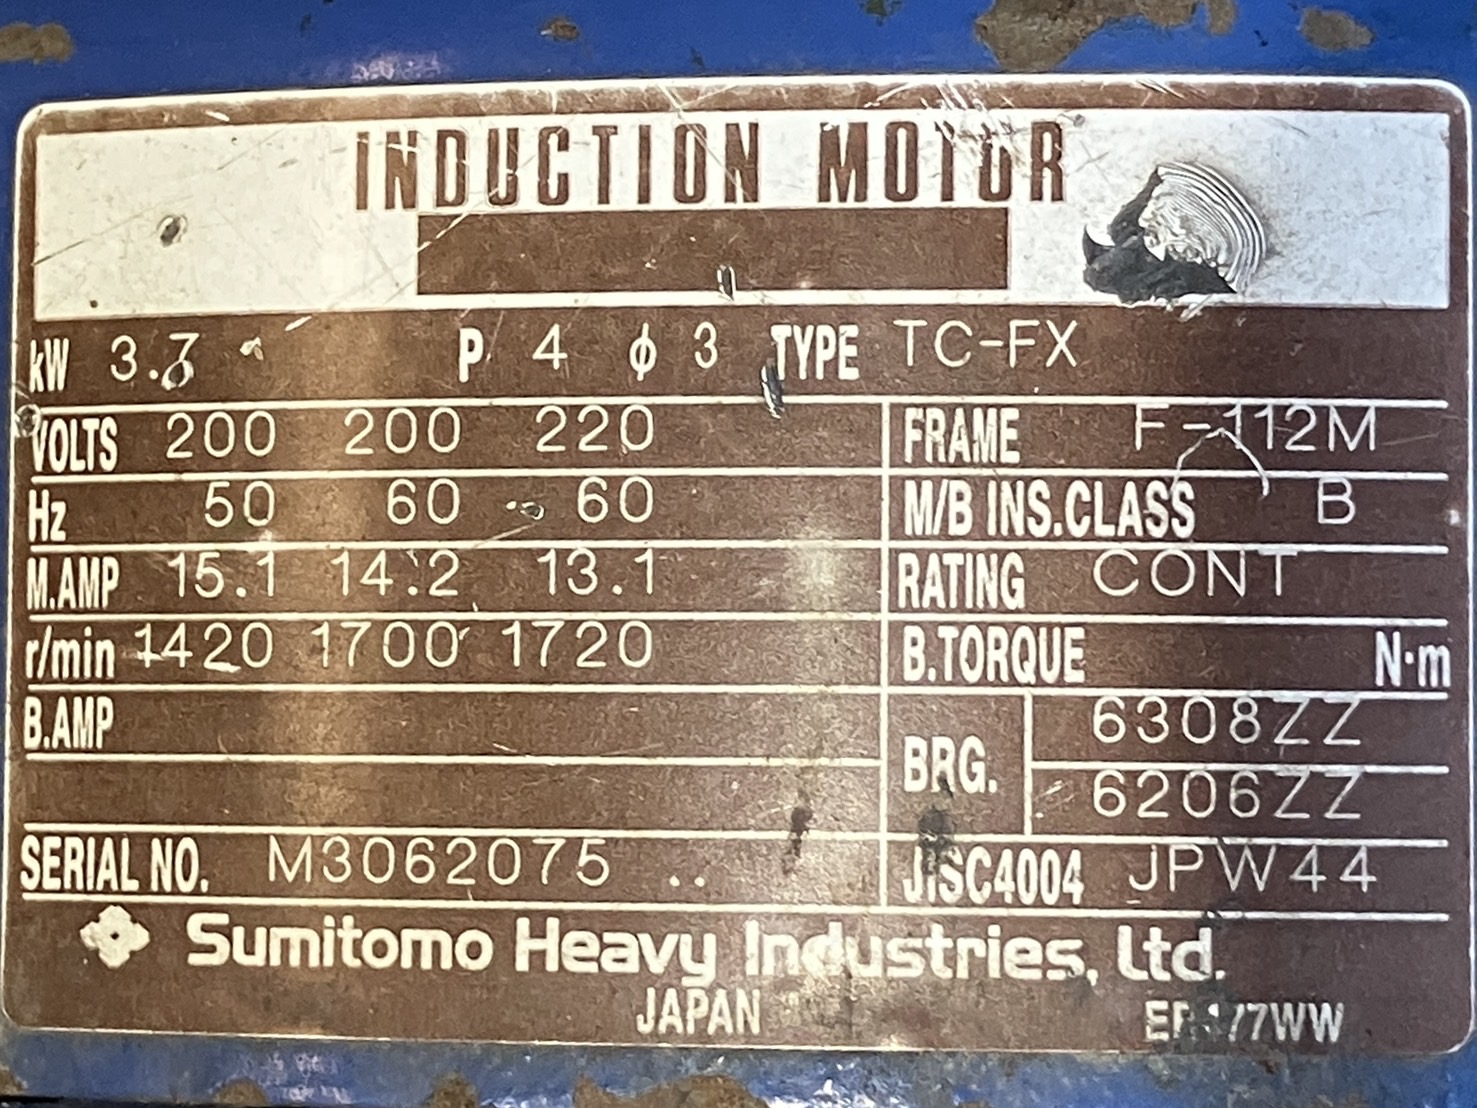 INDUCTION MOTOR
kW 3.7 P 4 ϕ 3 TYPE TC-FX
VOLTS 200 200 220 FRAME F-112M
Hz 50 60 60 M/B INS.CLASS B
M.AMP 15.1 14.2 13.1 RATING CONT
r/min 1420 1700 1720 B.TORQUE N·m
B.AMP
BRG. 6308ZZ
6206ZZ
SERIAL NO. M3062075 .. JISC4004 JPW44
Sumitomo Heavy Industries, Ltd.
JAPAN